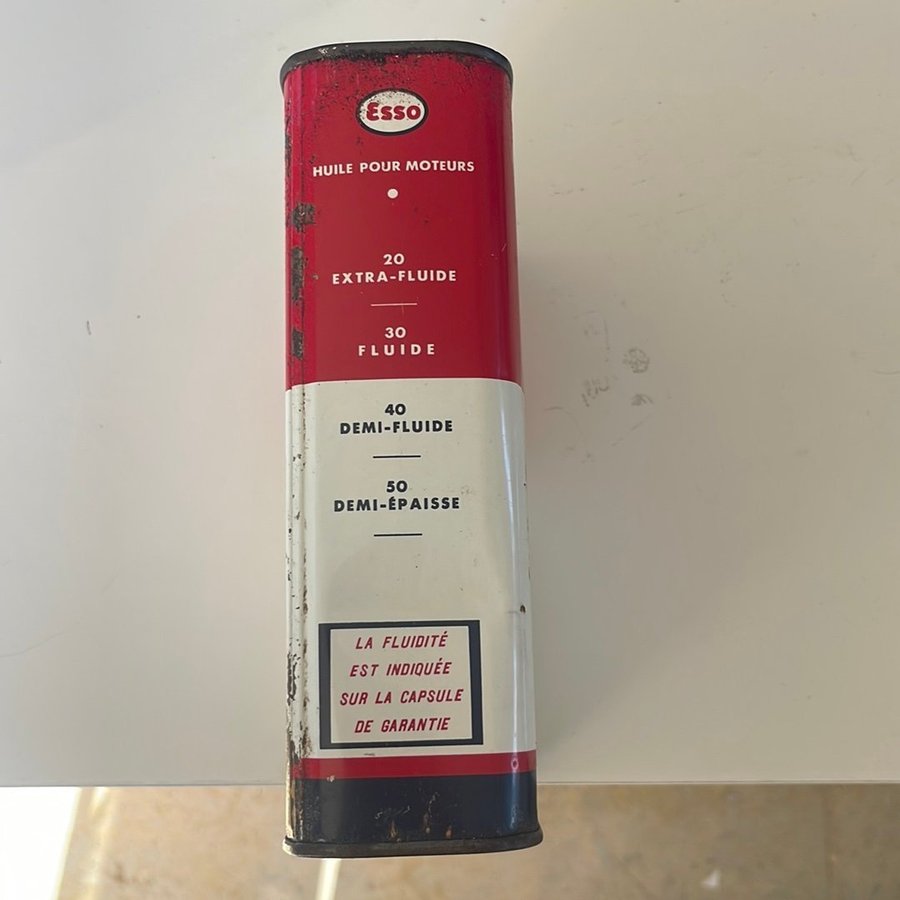 Esso
HUILE POUR MOTEURS
20
EXTRA-FLUIDE
30
FLUIDE
40
DEMI-FLUIDE
50
DEMI-ÉPAISSE
LA FLUIDITÉ
EST INDIQUÉE
SUR LA CAPSULE
DE GARANTIE